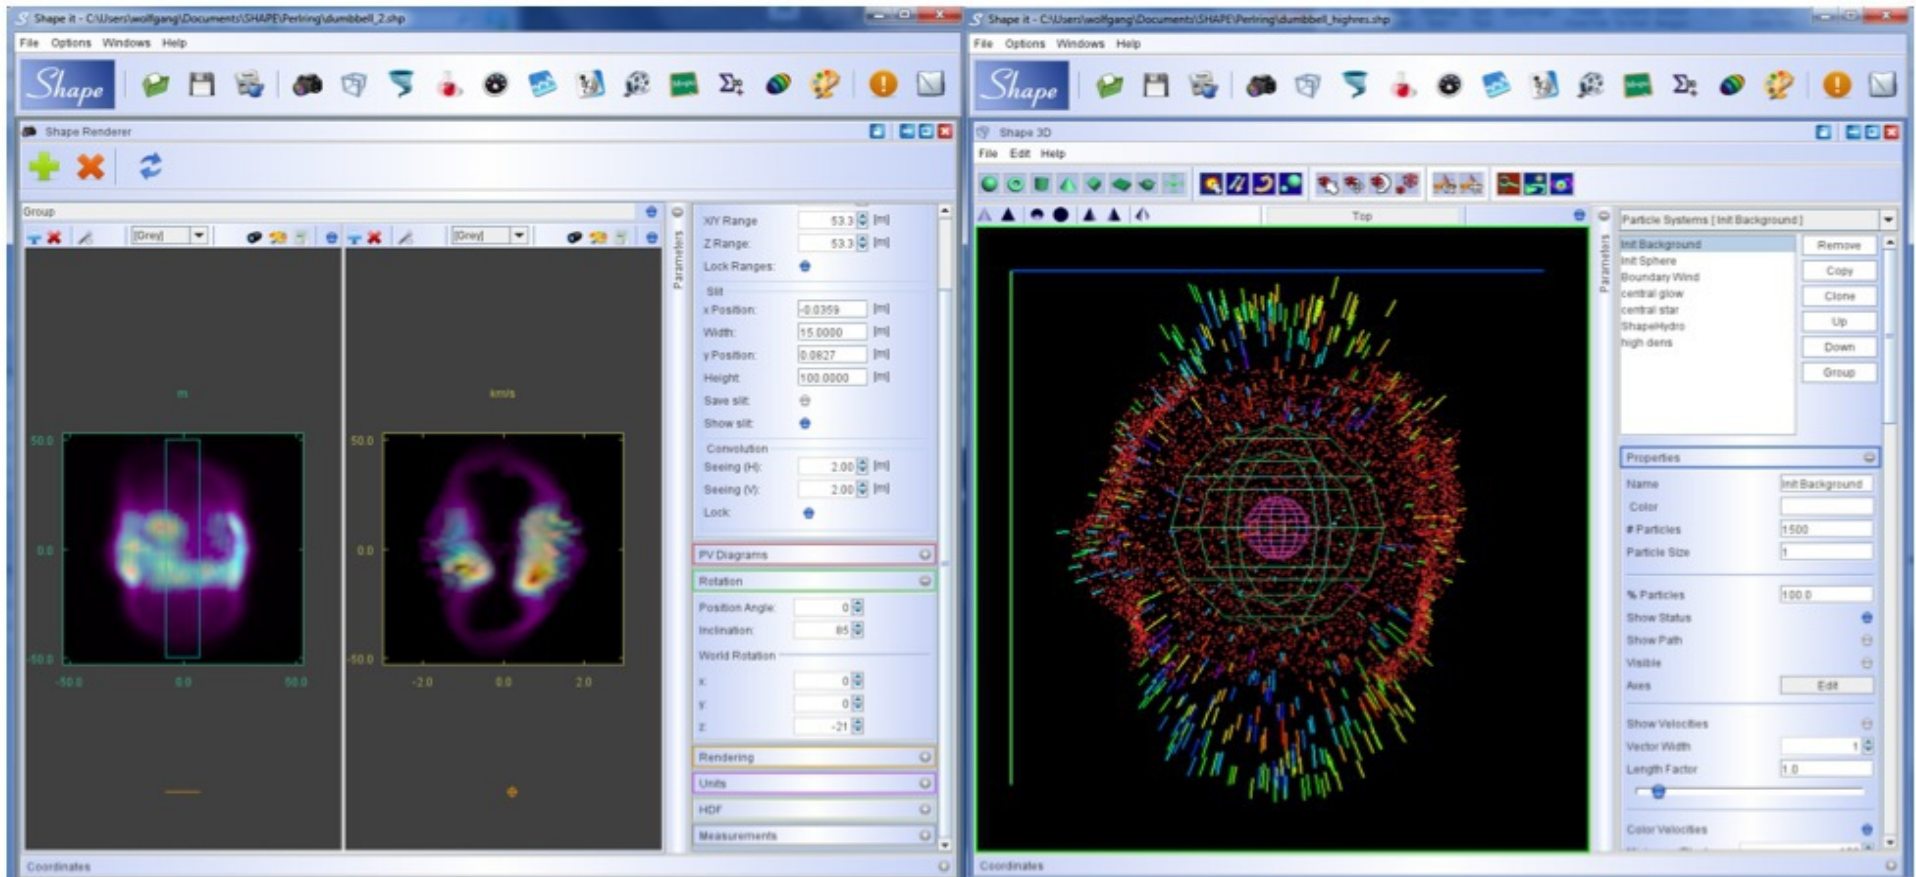 Shape it - C:\Users\wolfgang\Documents\SHAPE\Perlring\dumbbell_2.shp
File Options Windows Help
Shape
Shape Renderer
Group
[Grey]
[Grey]
m
50.0
0.0
-50.0
-50.0 0.0 50.0
km/s
50.0
0.0
-50.0
-2.0 0.0 2.0
Parameters
X/Y Range 53.3 [m]
Z Range: 53.3 [m]
Lock Ranges:
Slit
x Position: -0.0359 [m]
Width: 15.0000 [m]
y Position: 0.0827 [m]
Height: 100.0000 [m]
Save slit:
Show slit:
Convolution
Seeing (H): 2.00 [m]
Seeing (V): 2.00 [m]
Lock:
PV Diagrams
Rotation
Position Angle: 0
Inclination: 85
World Rotation
x: 0
y: 0
z: -21
Rendering
Units
HDF
Measurements
Coordinates
Shape it - C:\Users\wolfgang\Documents\SHAPE\Perlring\dumbbell_highres.shp
File Options Windows Help
Shape
Shape 3D
File Edit Help
Top
Parameters
Particle Systems [Init Background]
Init Background
Init Sphere
Boundary Wind
central glow
central star
ShapeHydro
high dens
Remove
Copy
Clone
Up
Down
Group
Properties
Name Init Background
Color
# Particles 1500
Particle Size 1
% Particles 100.0
Show Status
Show Path
Visible
Axes Edit
Show Velocities
Vector Width 1
Length Factor 1.0
Color Velocities
Coordinates